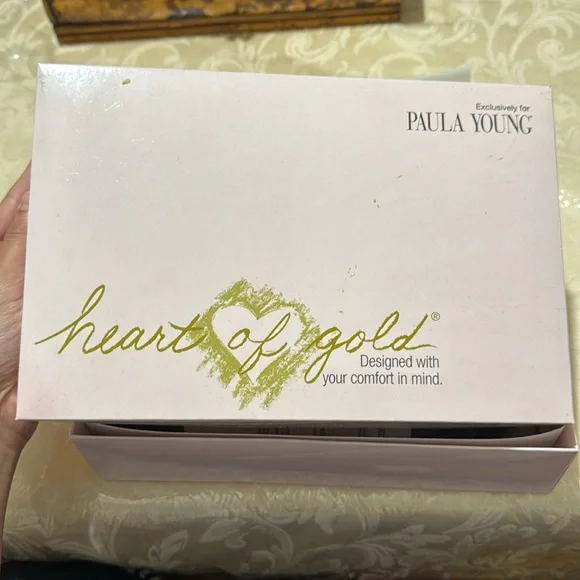 Exclusively for
PAULA YOUNG
heart of gold®
Designed with
your comfort in mind.